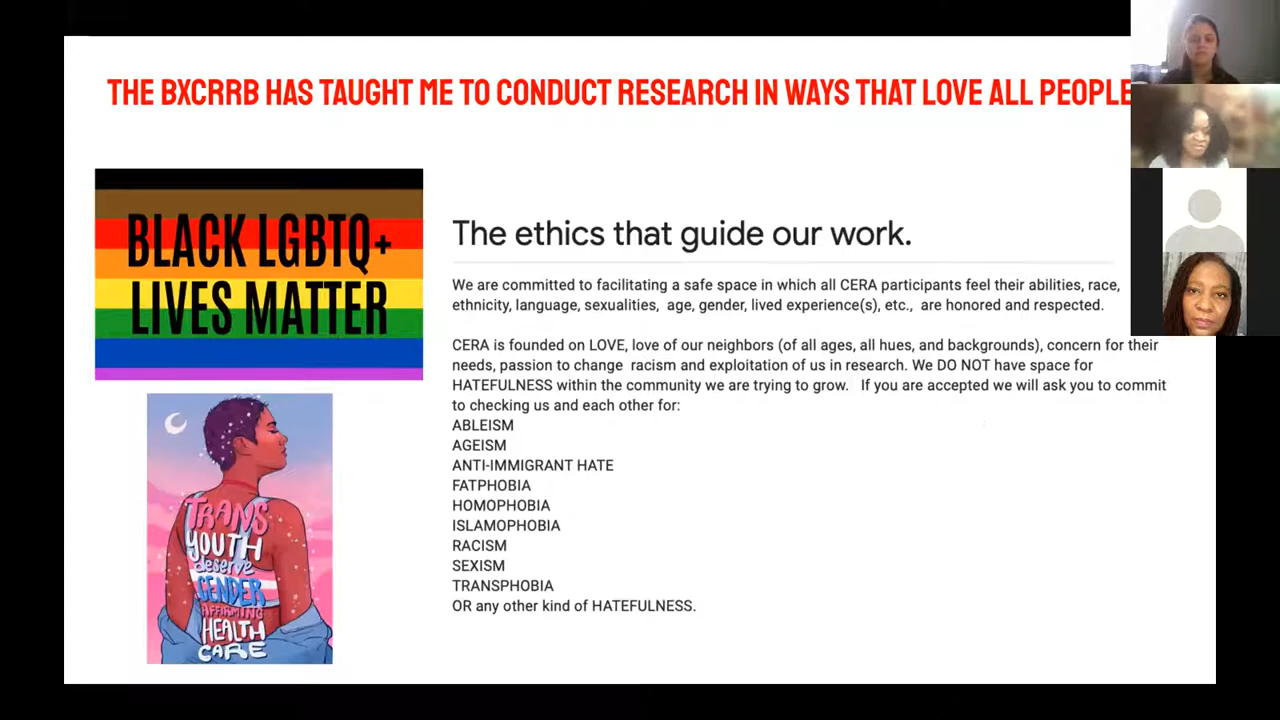 THE BXCRRB HAS TAUGHT ME TO CONDUCT RESEARCH IN WAYS THAT LOVE ALL PEOPLE
BLACK LGBTQ+
LIVES MATTER
TRANS
YOUTH
deserve
GENDER
AFFIRMING
HEALTH
CARE
The ethics that guide our work.
We are committed to facilitating a safe space in which all CERA participants feel their abilities, race,
ethnicity, language, sexualities, age, gender, lived experience(s), etc., are honored and respected.
CERA is founded on LOVE, love of our neighbors (of all ages, all hues, and backgrounds), concern for their
needs, passion to change racism and exploitation of us in research. We DO NOT have space for
HATEFULNESS within the community we are trying to grow. If you are accepted we will ask you to commit
to checking us and each other for:
ABLEISM
AGEISM
ANTI-IMMIGRANT HATE
FATPHOBIA
HOMOPHOBIA
ISLAMOPHOBIA
RACISM
SEXISM
TRANSPHOBIA
OR any other kind of HATEFULNESS.